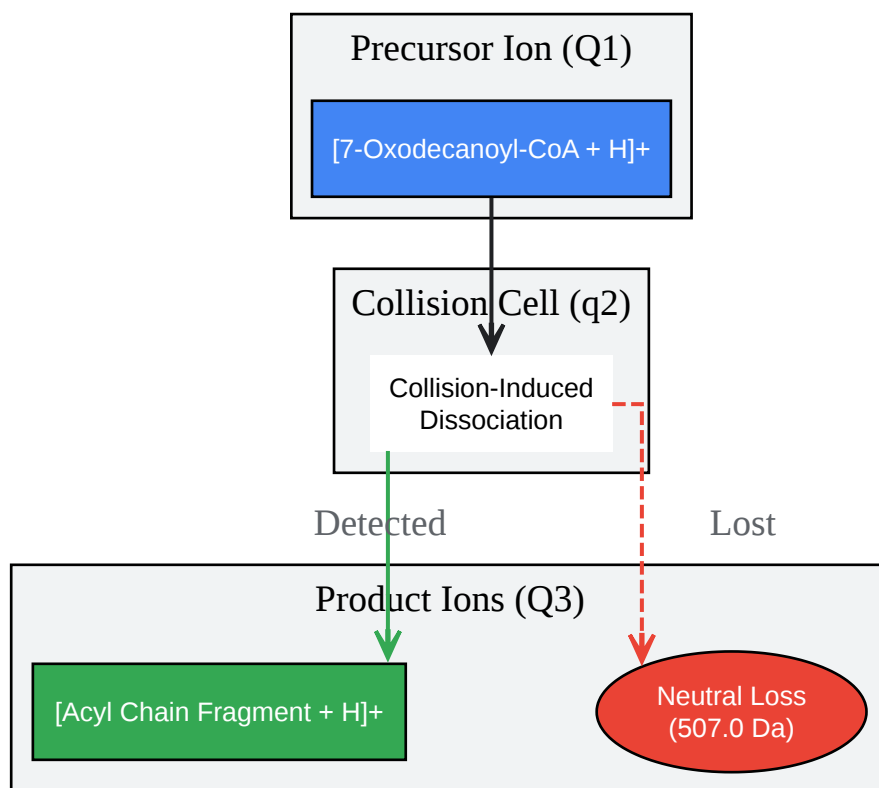 Precursor Ion (Q1)
[7-Oxodecanoyl-CoA + H]+
Collision Cell (q2)
Collision-Induced
Dissociation
Detected
Lost
Product Ions (Q3)
[Acyl Chain Fragment + H]+
Neutral Loss
(507.0 Da)